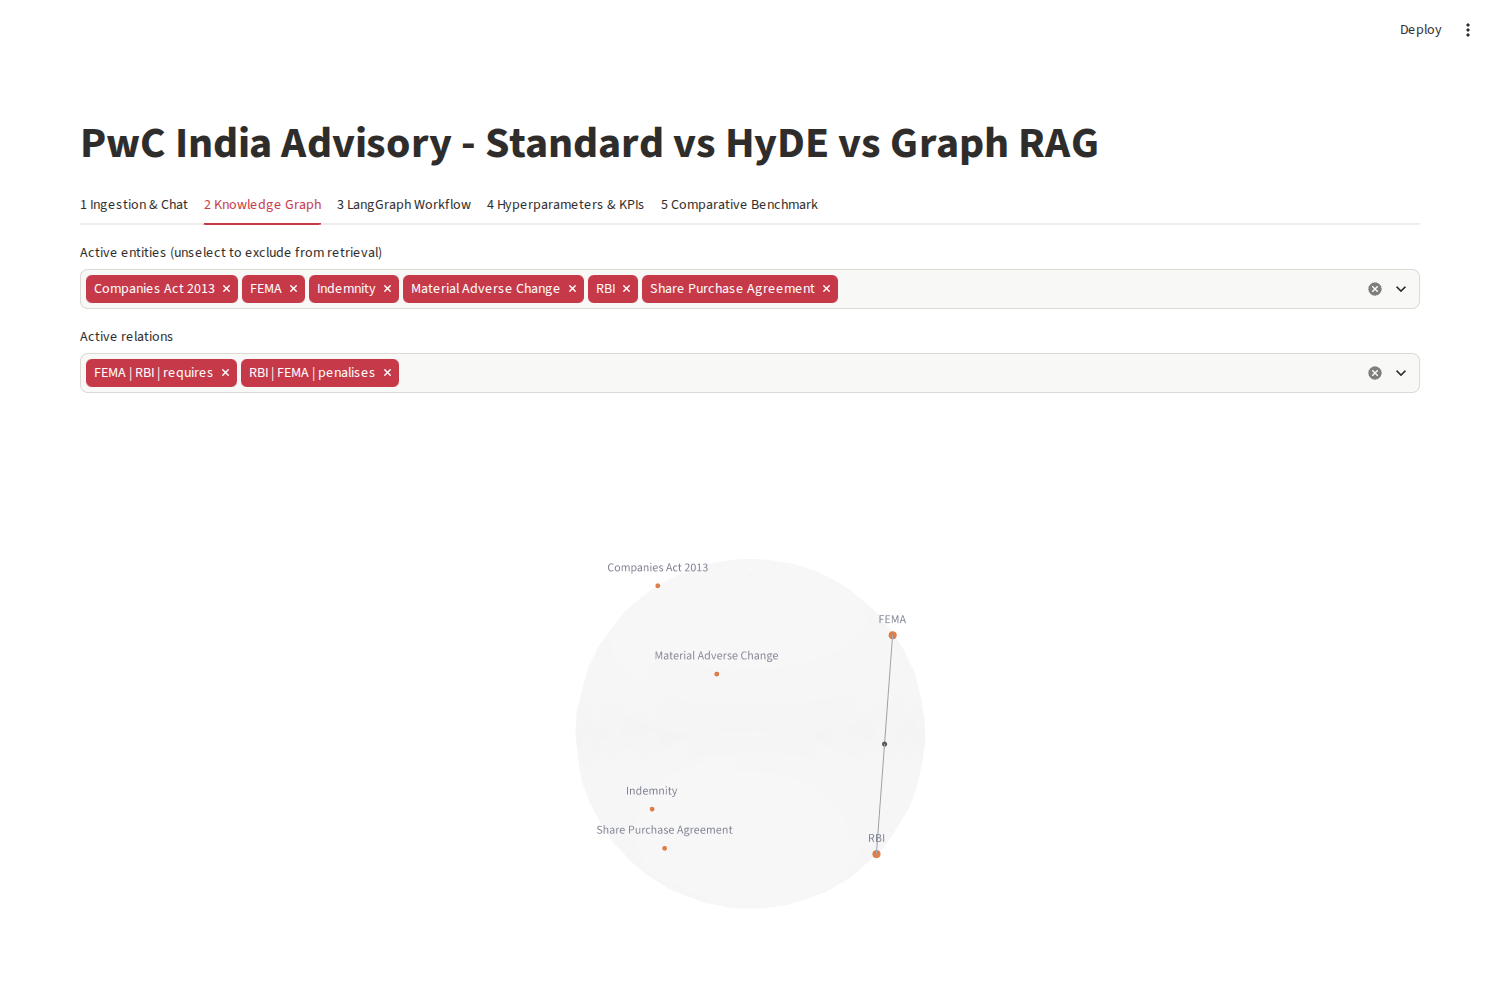 Deploy
PwC India Advisory - Standard vs HyDE vs Graph RAG
1 Ingestion & Chat 2 Knowledge Graph 3 LangGraph Workflow 4 Hyperparameters & KPIs 5 Comparative Benchmark
Active entities (unselect to exclude from retrieval)
Companies Act 2013 FEMA Indemnity Material Adverse Change RBI Share Purchase Agreement
Active relations
FEMA | RBI | requires RBI | FEMA | penalises
Companies Act 2013
FEMA
Material Adverse Change
Indemnity
Share Purchase Agreement
RBI